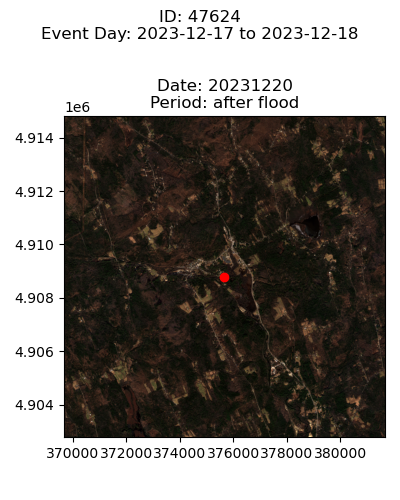 ID: 47624
Event Day: 2023-12-17 to 2023-12-18
Date: 20231220
Period: after flood
1e6
4.914
4.912
4.910
4.908
4.906
4.904
370000 372000 374000 376000 378000 380000